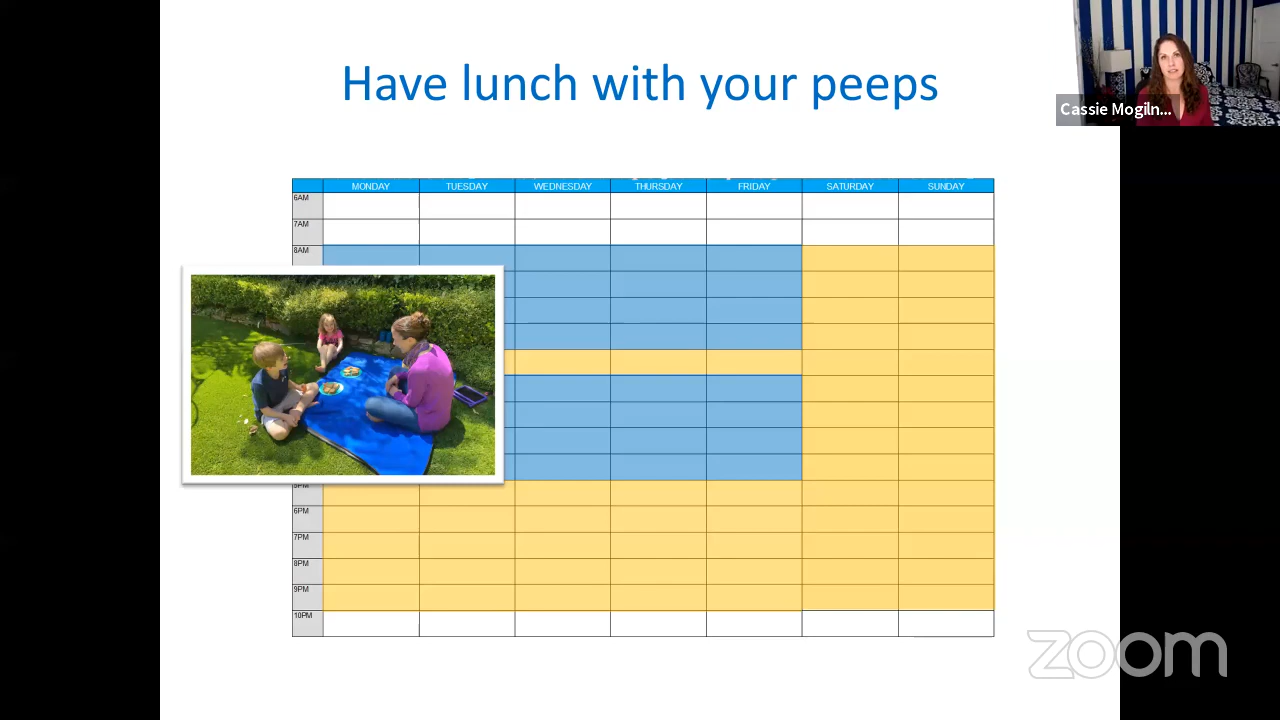 Have lunch with your peeps
Cassie Mogiln...
MONDAY TUESDAY WEDNESDAY THURSDAY FRIDAY SATURDAY SUNDAY
6AM
7AM
8AM
5PM
6PM
7PM
8PM
9PM
10PM
zoom